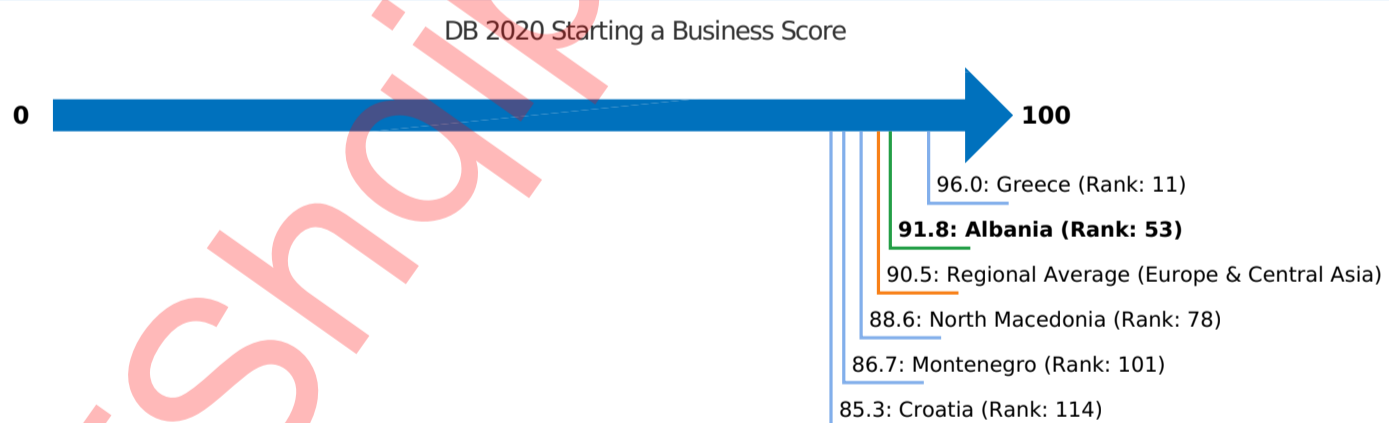 DB 2020 Starting a Business Score
0
100
96.0: Greece (Rank: 11)
91.8: Albania (Rank: 53)
90.5: Regional Average (Europe & Central Asia)
88.6: North Macedonia (Rank: 78)
86.7: Montenegro (Rank: 101)
85.3: Croatia (Rank: 114)
iShqip